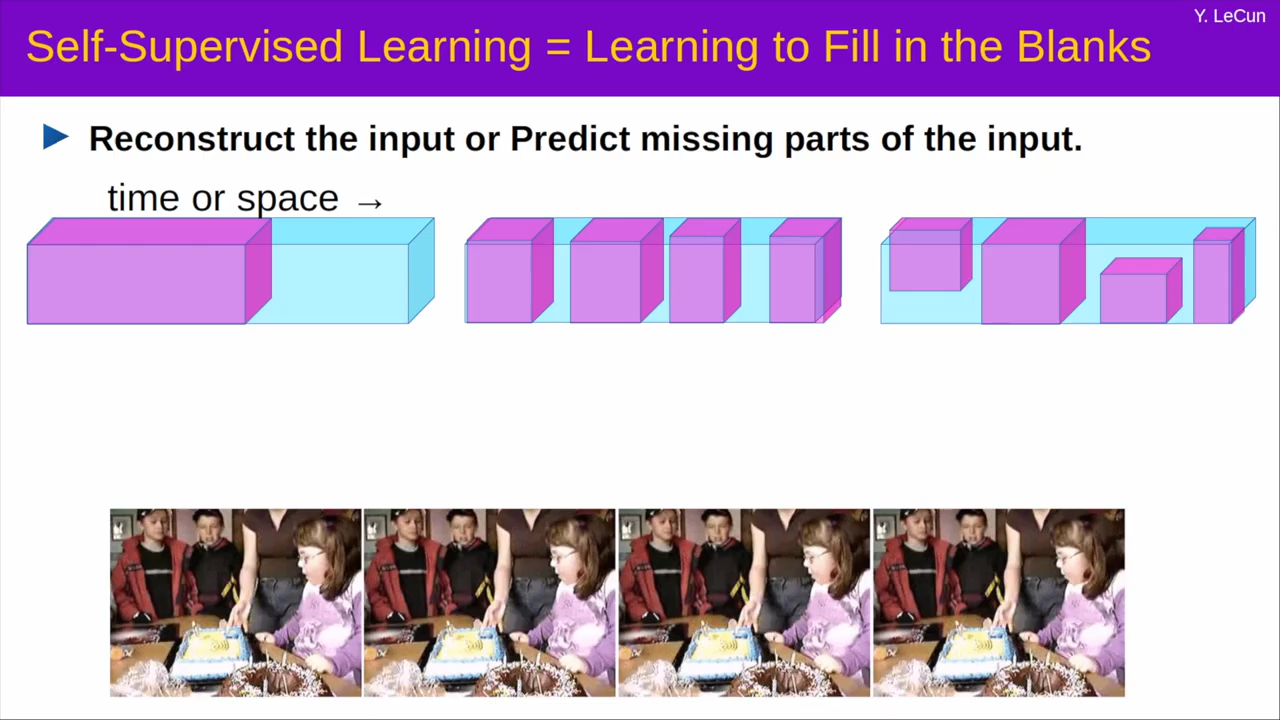 Y. LeCun
Self-Supervised Learning = Learning to Fill in the Blanks
Reconstruct the input or Predict missing parts of the input.
time or space →